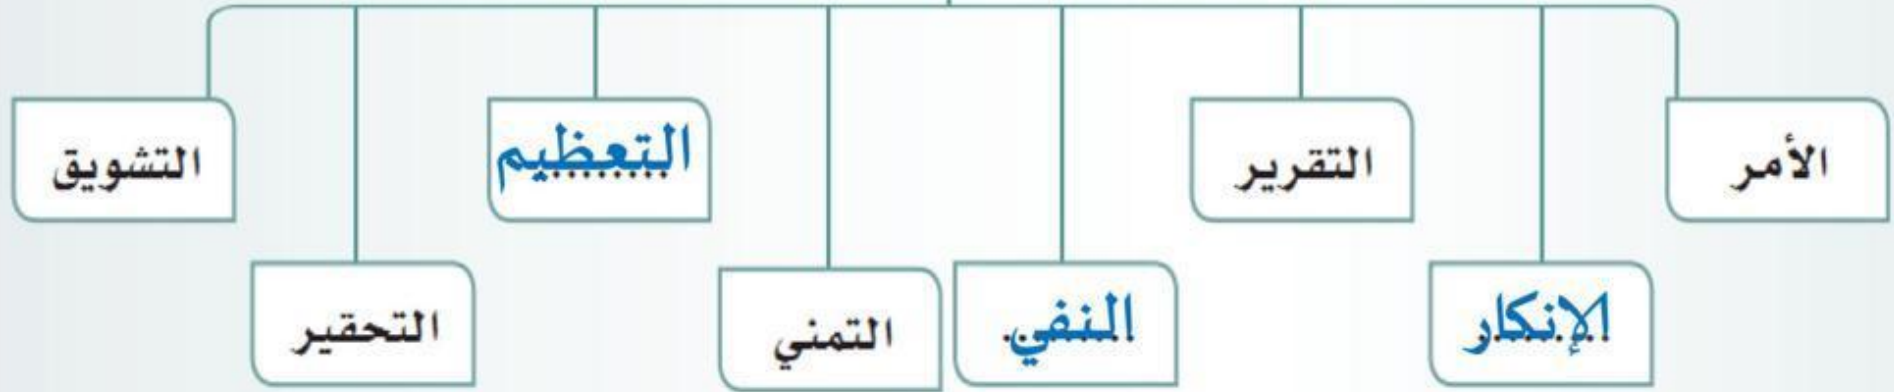 الأمر
التقرير
التعظيم
التشويق
الإنكار
النفي
التمني
التحقير